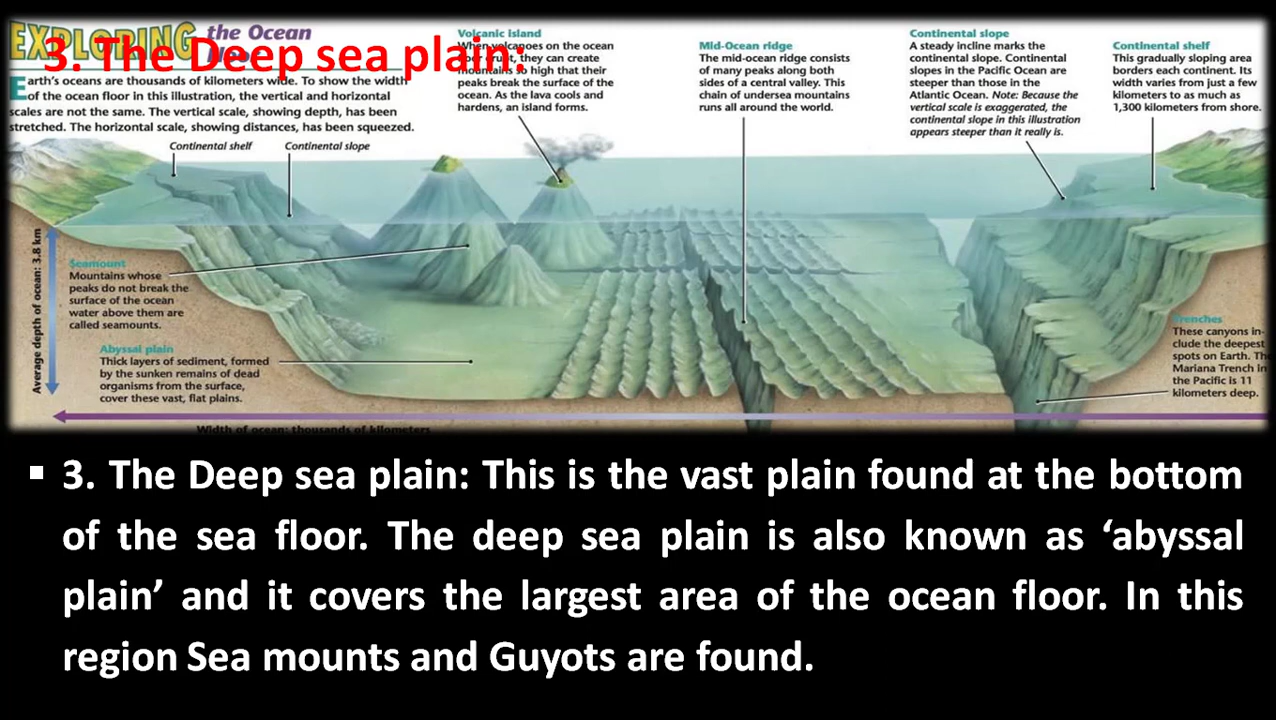 EXPLORING the Ocean
3. The Deep sea plain:
Earth's oceans are thousands of kilometers wide. To show the width
of the ocean floor in this illustration, the vertical and horizontal
scales are not the same. The vertical scale, showing depth, has been
stretched. The horizontal scale, showing distances, has been squeezed.
Continental shelf
Continental slope
Volcanic island
When volcanoes on the ocean
they can create
mountains so high that their
peaks break the surface of the
ocean. As the lava cools and
hardens, an island forms.
Mid-Ocean ridge
The mid-ocean ridge consists
of many peaks along both
sides of a central valley. This
chain of undersea mountains
runs all around the world.
Continental slope
A steady incline marks the
continental slope. Continental
slopes in the Pacific Ocean are
steeper than those in the
Atlantic Ocean. Note: Because the
vertical scale is exaggerated, the
continental slope in this illustration
appears steeper than it really is.
Continental shelf
This gradually sloping area
borders each continent. Its
width varies from just a few
kilometers to as much as
1,300 kilometers from shore.
Average depth of ocean: 3.8 km
Seamount
Mountains whose
peaks do not break the
surface of the ocean
water above them are
called seamounts.
Abyssal plain
Thick layers of sediment, formed
by the sunken remains of dead
organisms from the surface,
cover these vast, flat plains.
Trenches
These canyons in-
clude the deepest
spots on Earth. The
Mariana Trench in
the Pacific is 11
kilometers deep.
Width of ocean: thousands of kilometers
▪ 3. The Deep sea plain: This is the vast plain found at the bottom
of the sea floor. The deep sea plain is also known as ‘abyssal
plain’ and it covers the largest area of the ocean floor. In this
region Sea mounts and Guyots are found.